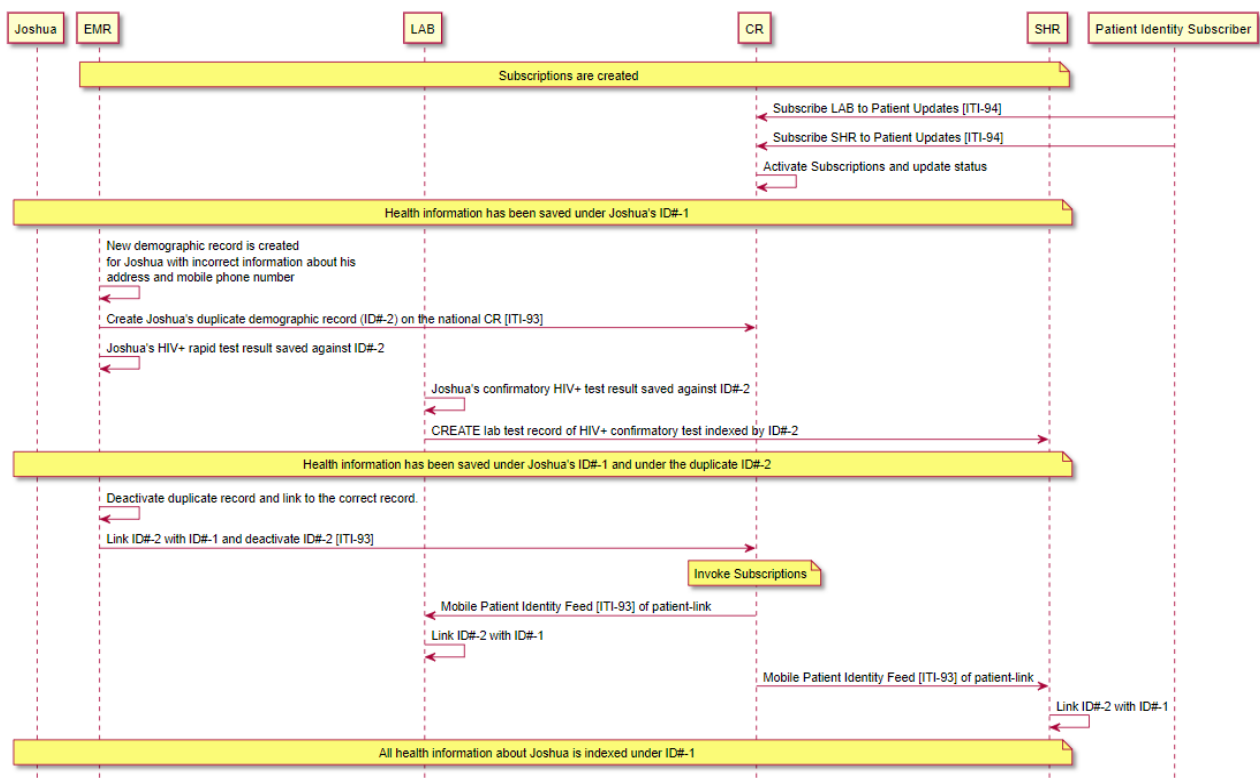 Joshua
EMR
LAB
CR
SHR
Patient Identity Subscriber
Subscriptions are created
Subscribe LAB to Patient Updates [ITI-94]
Subscribe SHR to Patient Updates [ITI-94]
Activate Subscriptions and update status
Health information has been saved under Joshua's ID#-1
New demographic record is created
for Joshua with incorrect information about his
address and mobile phone number
Create Joshua's duplicate demographic record (ID#-2) on the national CR [ITI-93]
Joshua's HIV+ rapid test result saved against ID#-2
Joshua's confirmatory HIV+ test result saved against ID#-2
CREATE lab test record of HIV+ confirmatory test indexed by ID#-2
Health information has been saved under Joshua's ID#-1 and under the duplicate ID#-2
Deactivate duplicate record and link to the correct record.
Link ID#-2 with ID#-1 and deactivate ID#-2 [ITI-93]
Invoke Subscriptions
Mobile Patient Identity Feed [ITI-93] of patient-link
Link ID#-2 with ID#-1
Mobile Patient Identity Feed [ITI-93] of patient-link
Link ID#-2 with ID#-1
All health information about Joshua is indexed under ID#-1